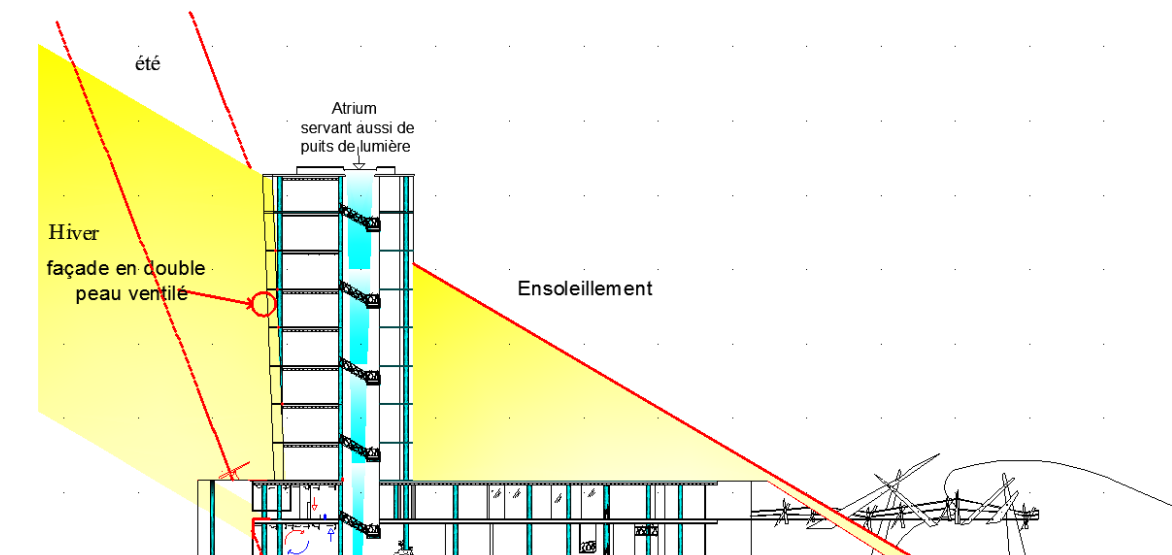 été
Atrium
servant aussi de
puits de lumière
Hiver
façade en double
peau ventilé
Ensoleillement